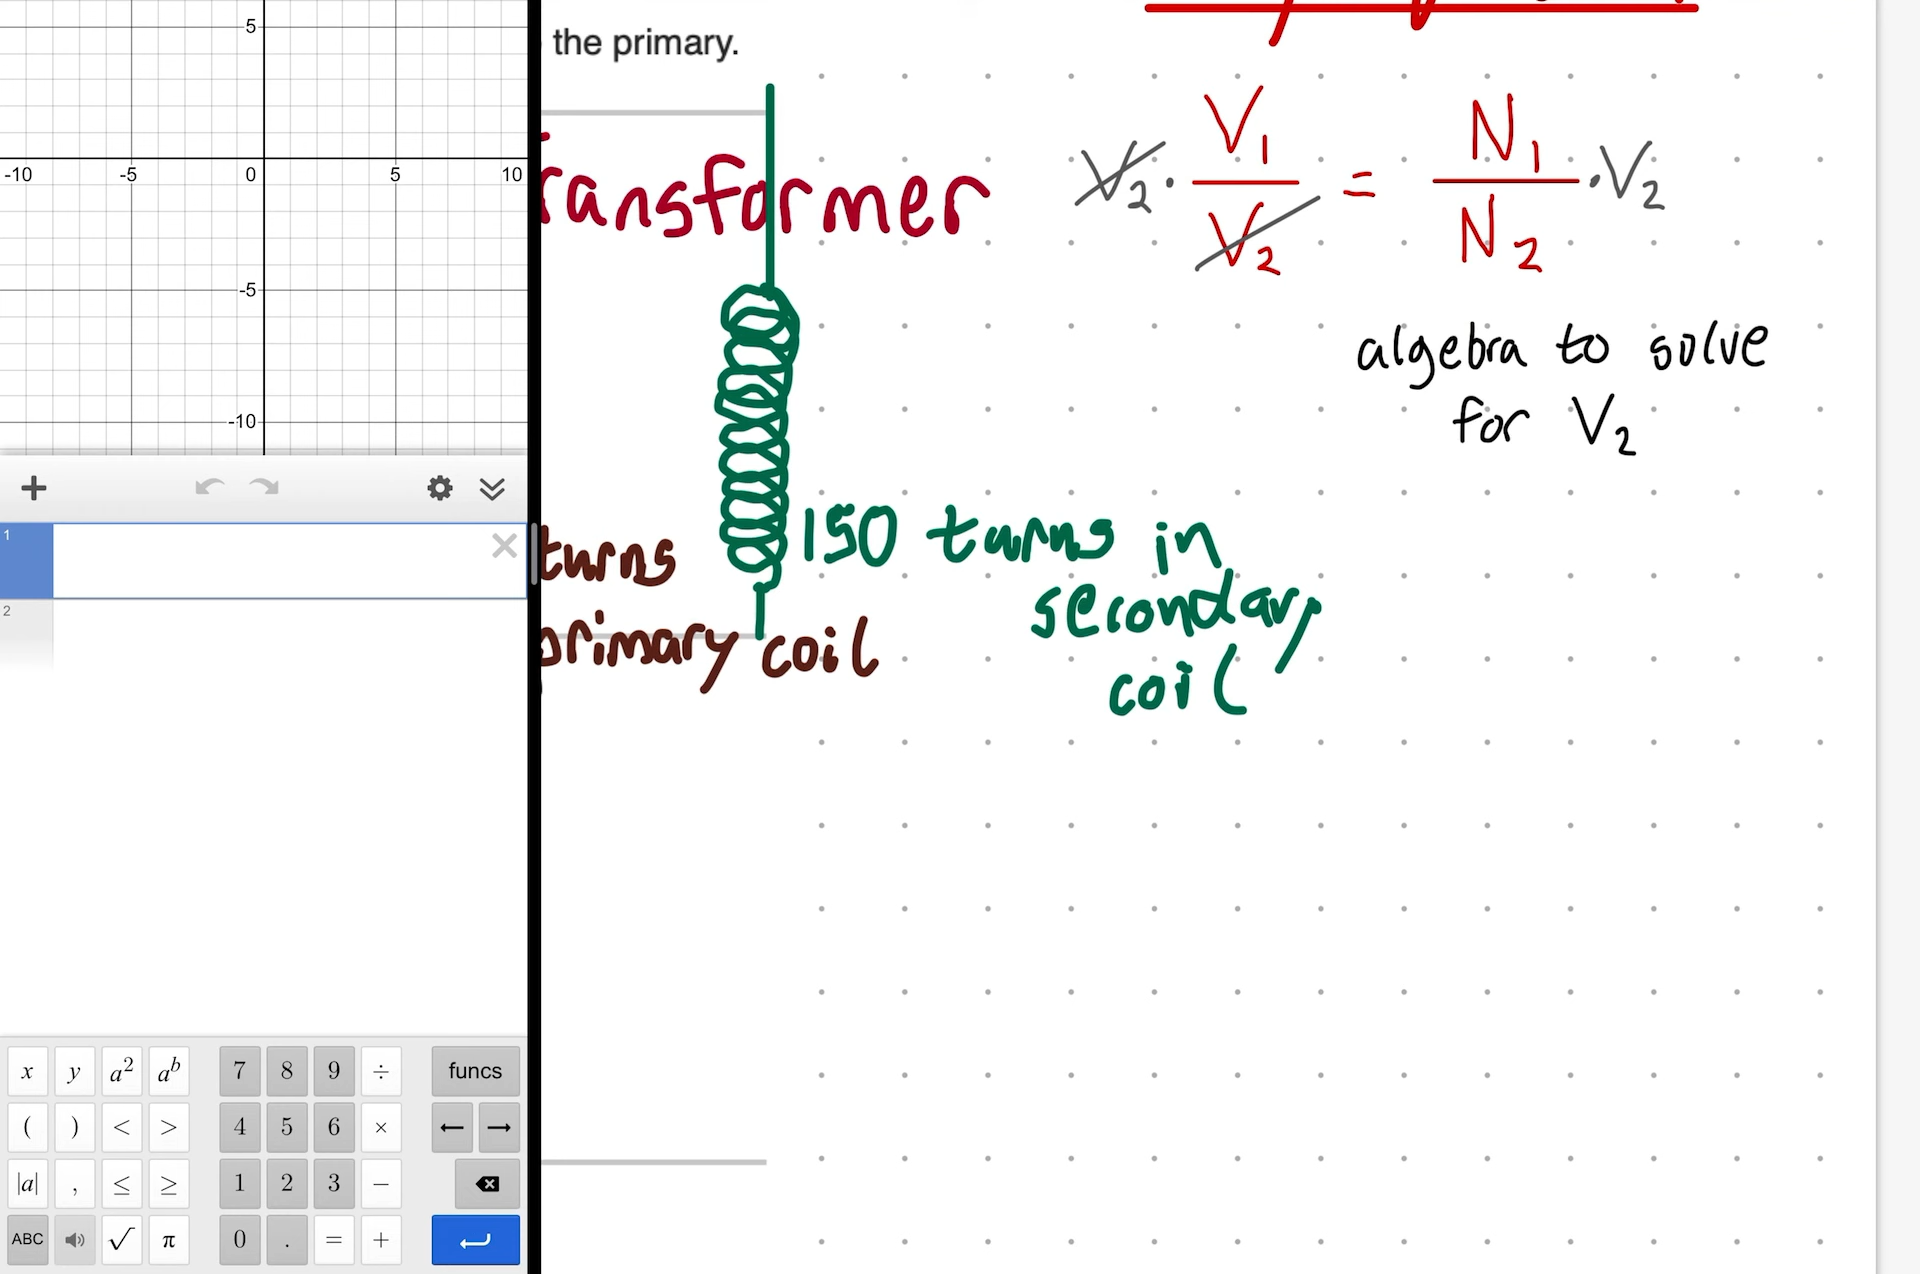 5
-10 -5 0 5 10
-5
-10
1
2
x y a² aᵇ 7 8 9 ÷ funcs
( ) < > 4 5 6 × ← →
|a| , ≤ ≥ 1 2 3 −
ABC √ π 0 . = +
the primary.
ransformer
V₂ · V₁/V₂ = N₁/N₂ · V₂
algebra to solve
for V₂
turns
primary coil
150 turns in
secondary
coil